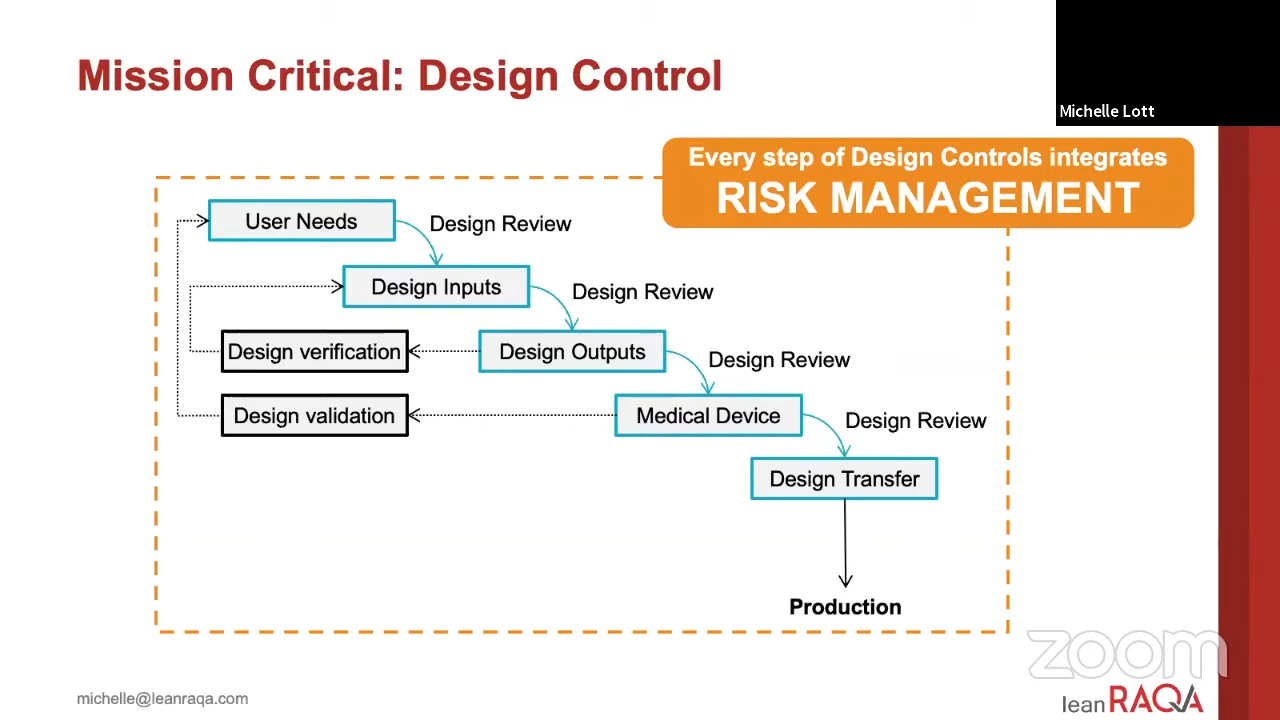 Mission Critical: Design Control
Michelle Lott
Every step of Design Controls integrates
RISK MANAGEMENT
User Needs
Design Review
Design Inputs
Design Review
Design verification
Design Outputs
Design Review
Design validation
Medical Device
Design Review
Design Transfer
Production
zoom
michelle@leanraqa.com
leanRAQA